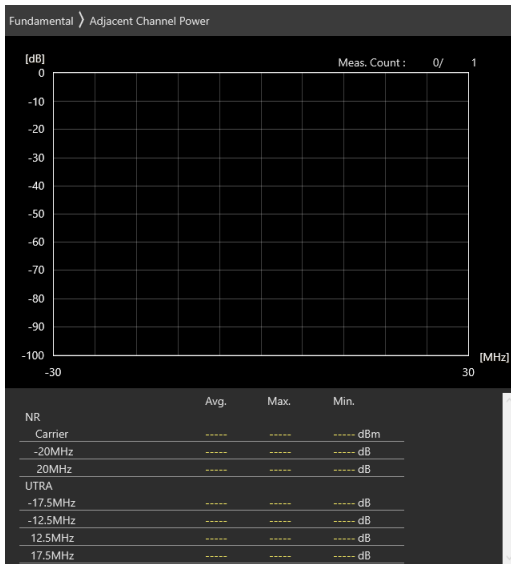 Fundamental ⟩ Adjacent Channel Power
[dB]
Meas. Count : 0/ 1
0
-10
-20
-30
-40
-50
-60
-70
-80
-90
-100
[MHz]
-30 30
Avg. Max. Min.
NR
Carrier ----- ----- ----- dBm
-20MHz ----- ----- ----- dB
20MHz ----- ----- ----- dB
UTRA
-17.5MHz ----- ----- ----- dB
-12.5MHz ----- ----- ----- dB
12.5MHz ----- ----- ----- dB
17.5MHz ----- ----- ----- dB